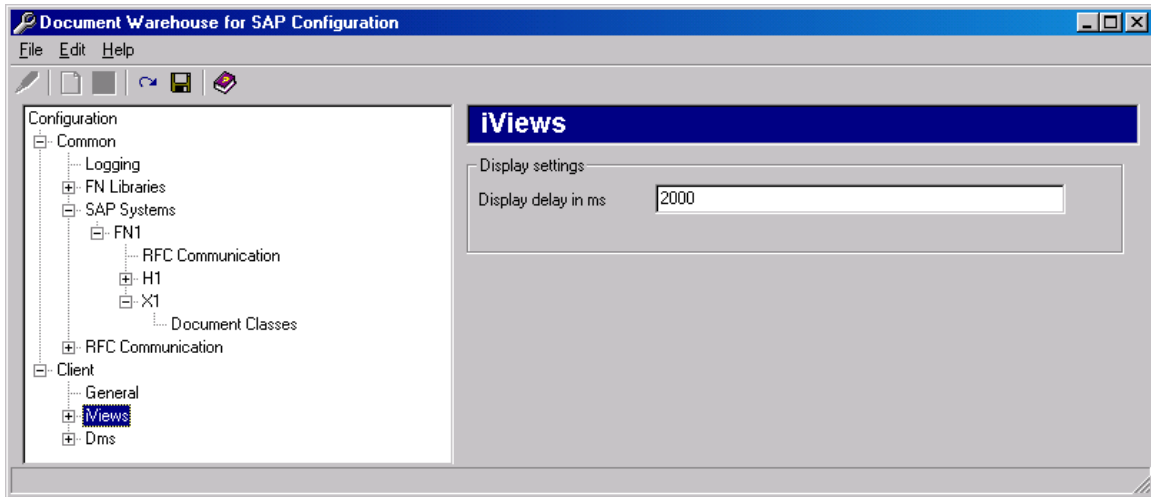 Document Warehouse for SAP Configuration
File Edit Help
Configuration
Common
Logging
FN Libraries
SAP Systems
FN1
RFC Communication
H1
X1
Document Classes
RFC Communication
Client
General
iViews
Dms
iViews
Display settings
Display delay in ms 2000